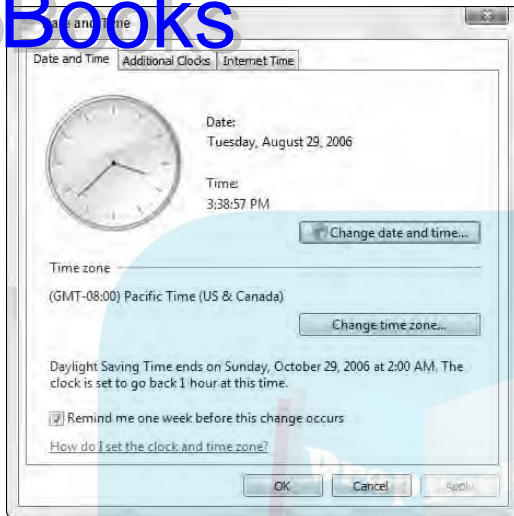 Books
Date and Time
Date and Time Additional Clocks Internet Time
Date:
Tuesday, August 29, 2006
Time:
3:38:57 PM
Change date and time...
Time zone
(GMT-08:00) Pacific Time (US & Canada)
Change time zone...
Daylight Saving Time ends on Sunday, October 29, 2006 at 2:00 AM. The
clock is set to go back 1 hour at this time.
Remind me one week before this change occurs
How do I set the clock and time zone?
OK Cancel Apply